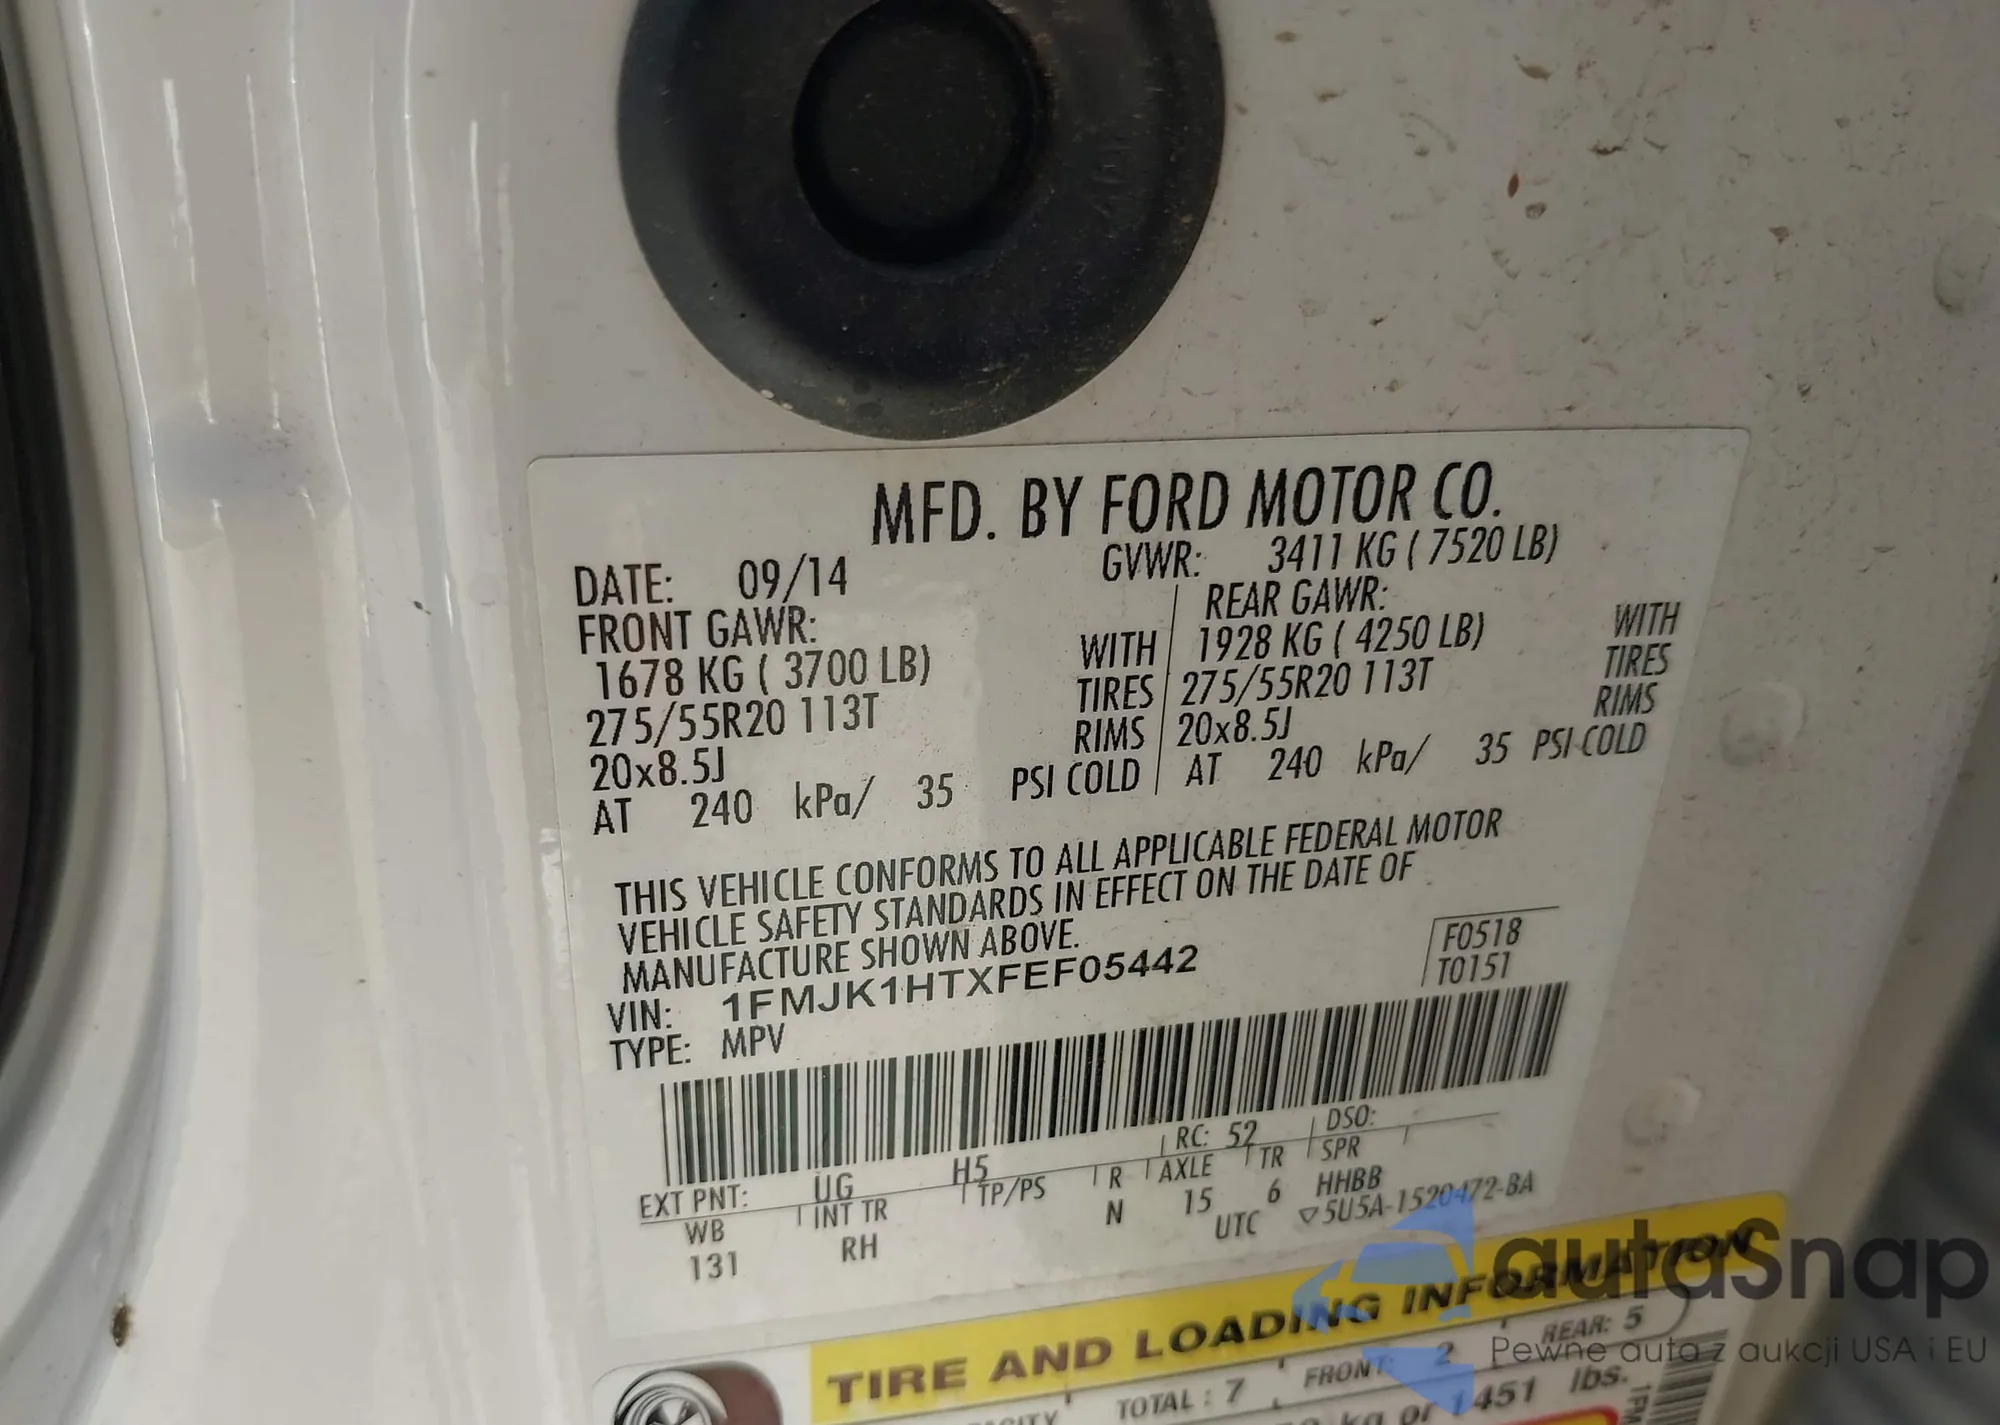 MFD. BY FORD MOTOR CO.
DATE: 09/14 GVWR: 3411 KG ( 7520 LB)
FRONT GAWR: REAR GAWR:
1678 KG ( 3700 LB) WITH 1928 KG ( 4250 LB) WITH
275/55R20 113T TIRES 275/55R20 113T TIRES
20x8.5J RIMS 20x8.5J RIMS
AT 240 kPa/ 35 PSI COLD AT 240 kPa/ 35 PSI COLD
THIS VEHICLE CONFORMS TO ALL APPLICABLE FEDERAL MOTOR
VEHICLE SAFETY STANDARDS IN EFFECT ON THE DATE OF
MANUFACTURE SHOWN ABOVE.
F0518
VIN: 1FMJK1HTXFEF05442
T0151
TYPE: MPV
EXT PNT: UG H5 RC: 52 DSO:
WB INT TR TP/PS R AXLE TR SPR
131 RH N 15 6 HHBB
UTC ▽5U5A-1520472-BA
TIRE AND LOADING INFORMATION
TOTAL : 7 FRONT: 2 REAR: 5
kg or 1451 lbs.
autaSnap
Pewne auta z aukcji USA i EU